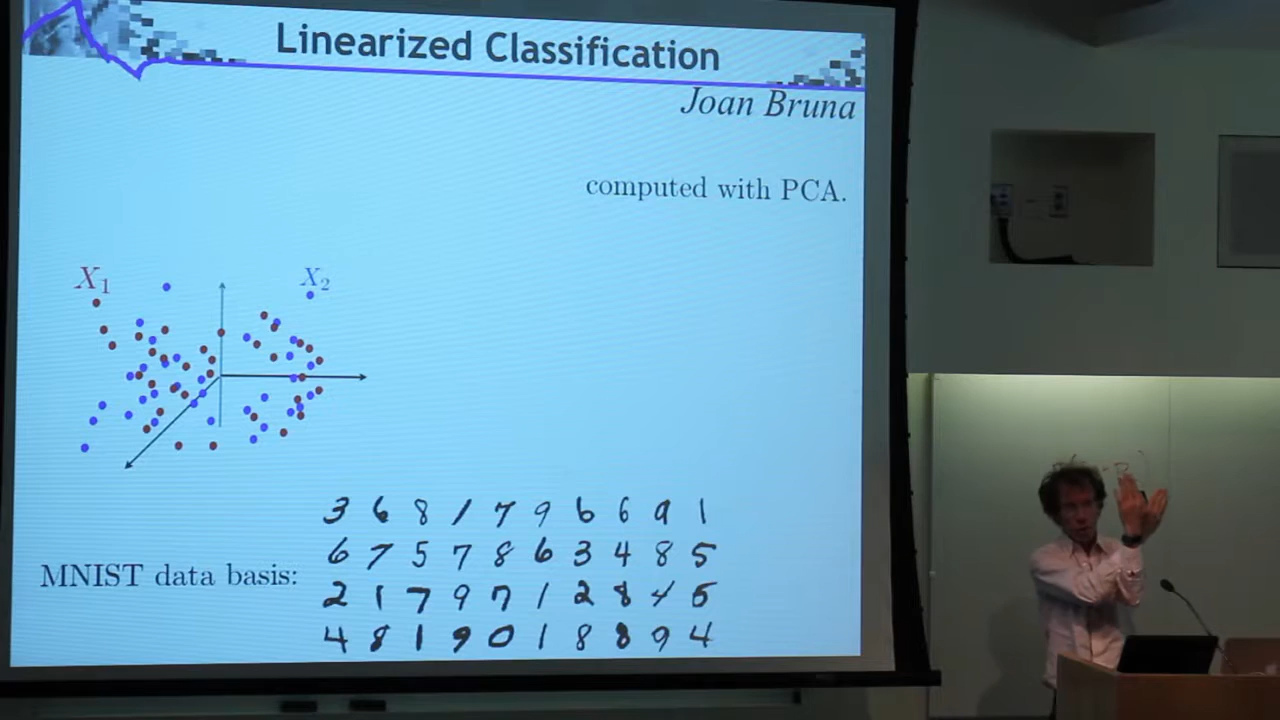 Linearized Classification
Joan Bruna
computed with PCA.
X₁ X₂
3 6 8 1 7 9 6 6 9 1
6 7 5 7 8 6 3 4 8 5
MNIST data basis:
2 1 7 9 7 1 2 8 4 5
4 8 1 9 0 1 8 8 9 4